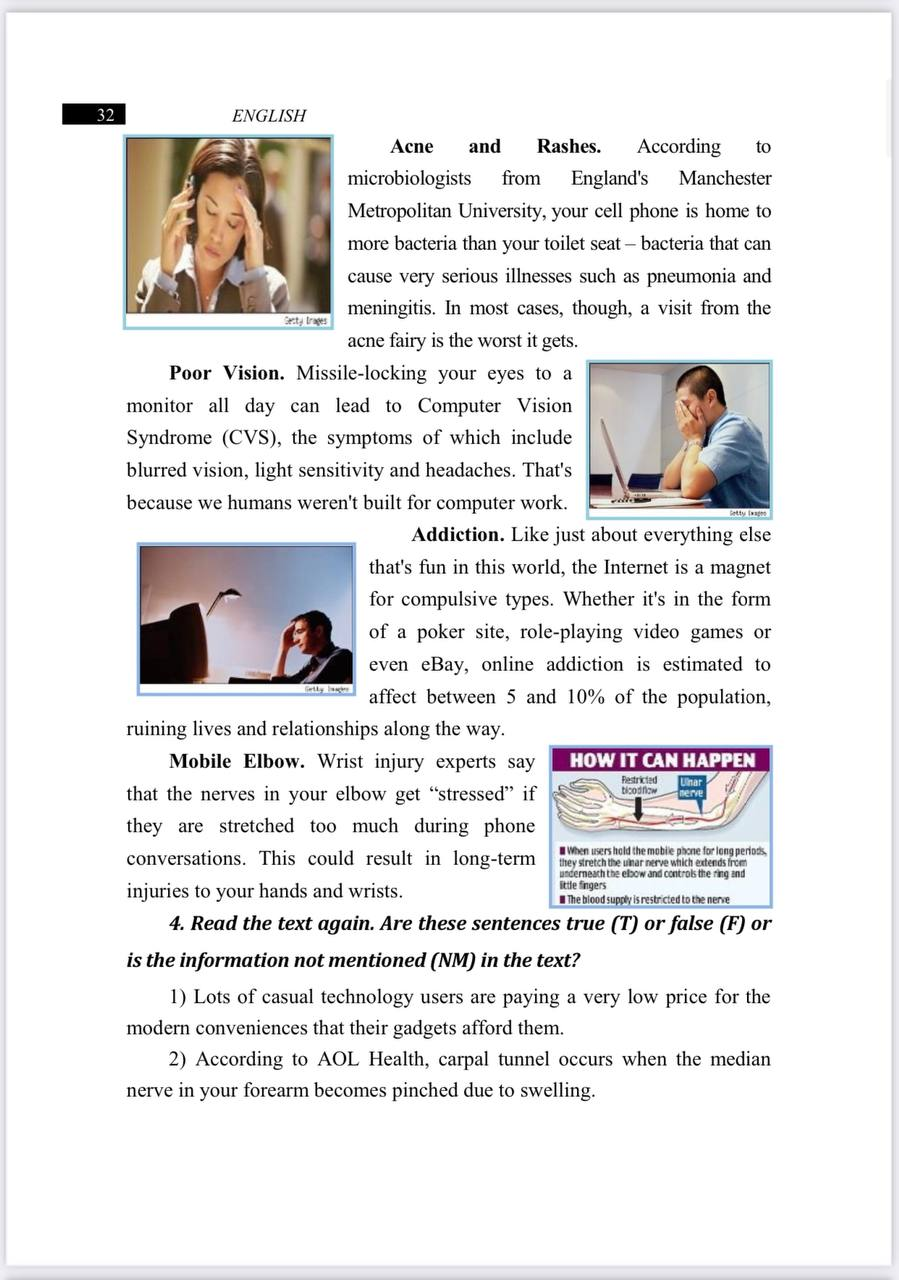 32 ENGLISH
Getty Images
Acne and Rashes. According to
microbiologists from England's Manchester
Metropolitan University, your cell phone is home to
more bacteria than your toilet seat – bacteria that can
cause very serious illnesses such as pneumonia and
meningitis. In most cases, though, a visit from the
acne fairy is the worst it gets.
Poor Vision. Missile-locking your eyes to a
monitor all day can lead to Computer Vision
Syndrome (CVS), the symptoms of which include
blurred vision, light sensitivity and headaches. That's
because we humans weren't built for computer work.
Getty Images
Addiction. Like just about everything else
that's fun in this world, the Internet is a magnet
for compulsive types. Whether it's in the form
of a poker site, role-playing video games or
even eBay, online addiction is estimated to
affect between 5 and 10% of the population,
ruining lives and relationships along the way.
Getty Images
Mobile Elbow. Wrist injury experts say
that the nerves in your elbow get “stressed” if
they are stretched too much during phone
conversations. This could result in long-term
injuries to your hands and wrists.
HOW IT CAN HAPPEN
Restricted
bloodflow
Ulnar
nerve
When users hold the mobile phone for long periods,
they stretch the ulnar nerve which extends from
underneath the elbow and controls the ring and
little fingers
The blood supply is restricted to the nerve
4. Read the text again. Are these sentences true (T) or false (F) or
is the information not mentioned (NM) in the text?
1) Lots of casual technology users are paying a very low price for the
modern conveniences that their gadgets afford them.
2) According to AOL Health, carpal tunnel occurs when the median
nerve in your forearm becomes pinched due to swelling.